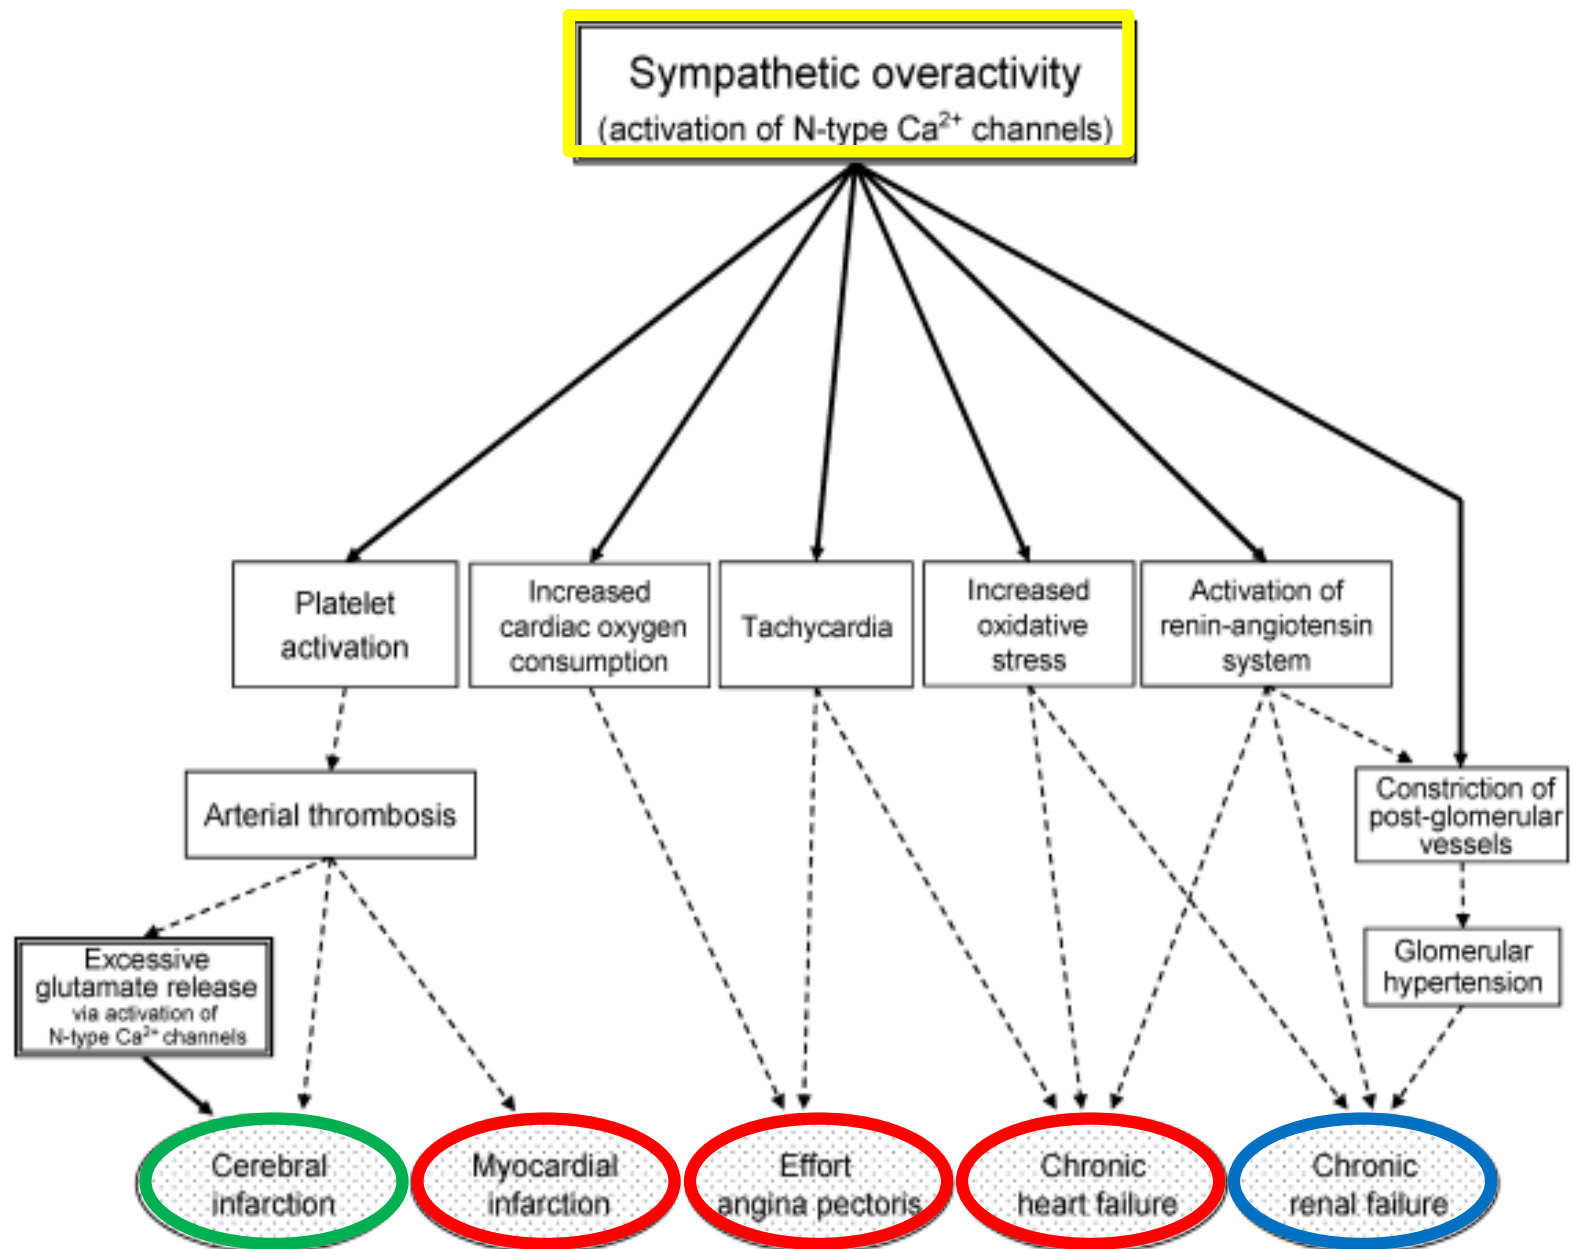 Sympathetic overactivity
(activation of N-type Ca²⁺ channels)
Platelet
activation
Increased
cardiac oxygen
consumption
Tachycardia
Increased
oxidative
stress
Activation of
renin-angiotensin
system
Arterial thrombosis
Constriction of
post-glomerular
vessels
Excessive
glutamate release
via activation of
N-type Ca²⁺ channels
Glomerular
hypertension
Cerebral
infarction
Myocardial
infarction
Effort
angina pectoris
Chronic
heart failure
Chronic
renal failure